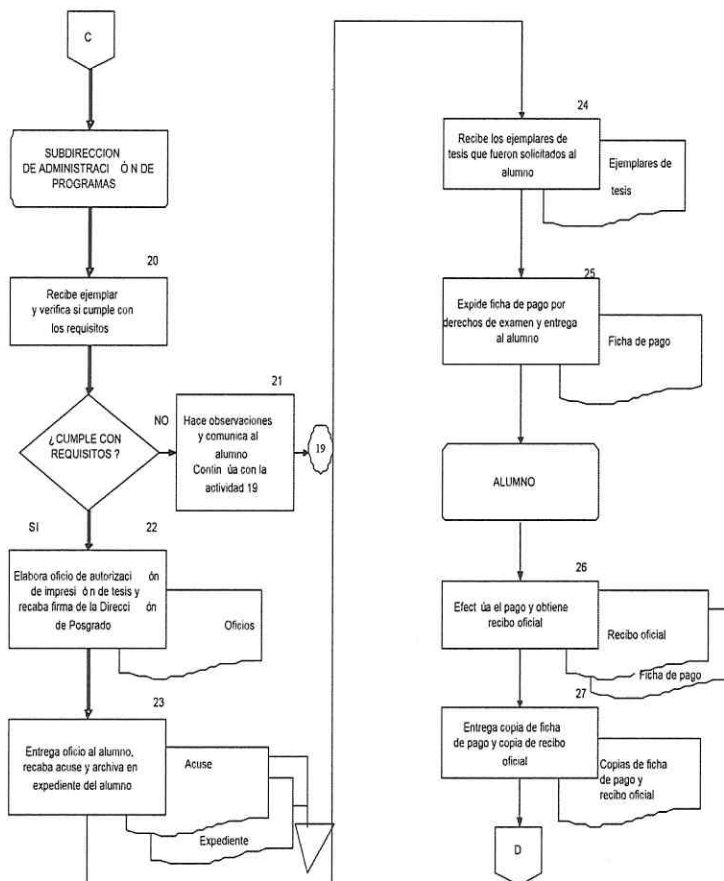 C
SUBDIRECCION
DE ADMINISTRACI ÓN DE
PROGRAMAS
20
Recibe ejemplar
y verifica si cumple con
los requisitos
¿CUMPLE CON
REQUISITOS ?
NO
21
Hace observaciones
y comunica al
alumno
Contin úa con la
actividad 19
19
SI
22
Elabora oficio de autorizaci ón
de impresi ón de tesis y
recaba firma de la Direcci ón
de Posgrado
Oficios
23
Entrega oficio al alumno,
recaba acuse y archiva en
expediente del alumno
Acuse
Expediente
24
Recibe los ejemplares de
tesis que fueron solicitados al
alumno
Ejemplares de
tesis
25
Expide ficha de pago por
derechos de examen y entrega
al alumno
Ficha de pago
ALUMNO
26
Efect úa el pago y obtiene
recibo oficial
Recibo oficial
Ficha de pago
27
Entrega copia de ficha
de pago y copia de recibo
oficial
Copias de ficha
de pago y
recibo oficial
D